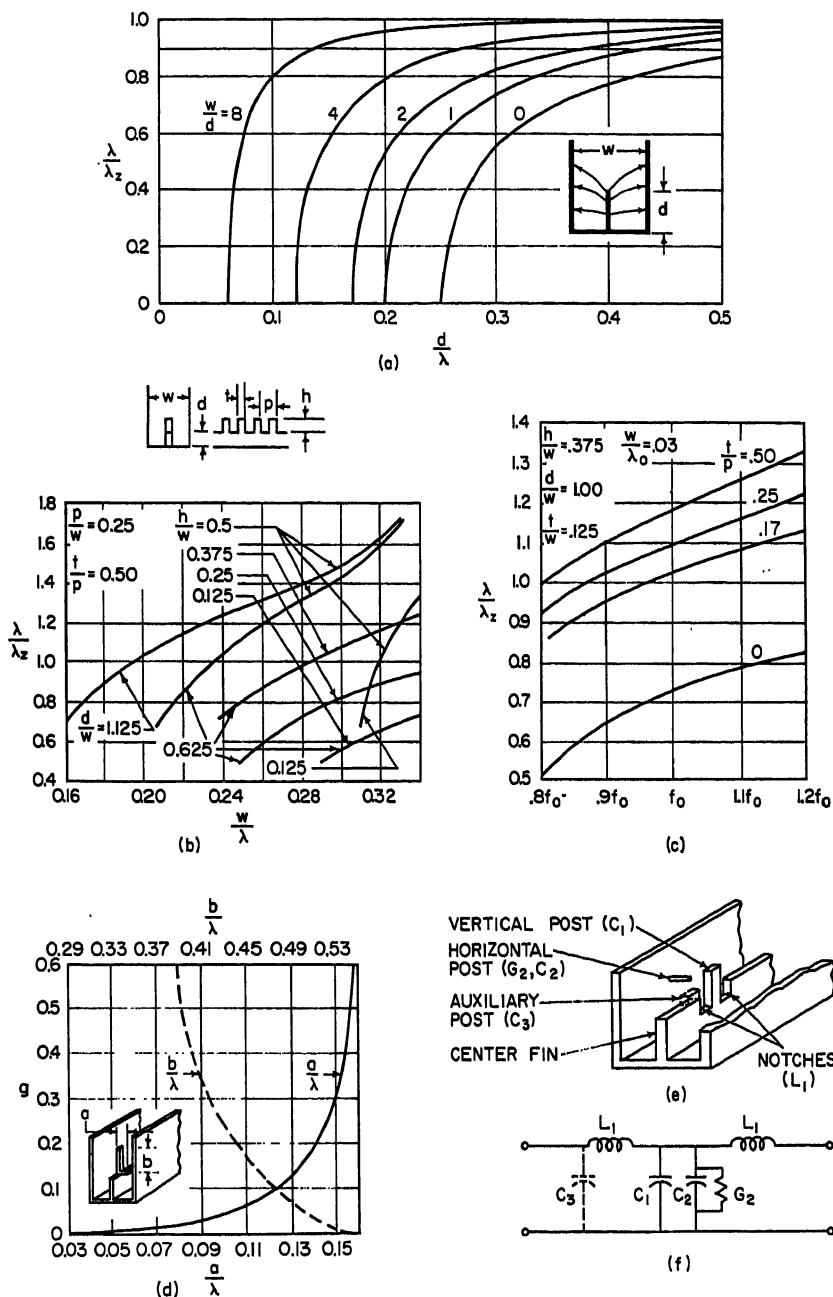 1.0
0.8
0.6
0.4
0.2
0
λ/λz
w/d = 8
4
2
1
0
w
d
0.1
0.2
0.3
0.4
0.5
d/λ
(a)
w
d
t
p
h
1.8
1.6
1.4
1.2
1.0
0.8
0.6
0.4
λ/λz
p/w = 0.25
t/p = 0.50
h/w = 0.5
0.375
0.25
0.125
d/w = 1.125
0.625
0.125
0.16
0.20
0.24
0.28
0.32
w/λ
(b)
1.4
1.3
1.2
1.1
1.0
0.9
0.8
0.7
0.6
0.5
λ/λz
h/w = .375
w/λ0 = .03
t/p = .50
d/w = 1.00
.25
t/w = .125
.17
0
.8f0
.9f0
f0
1.1f0
1.2f0
(c)
b/λ
0.29 0.33 0.37 0.41 0.45 0.49 0.53
0.6
0.5
0.4
0.3
0.2
0.1
0
g
b/λ
a/λ
a
b
0.03 0.05 0.07 0.09 0.11 0.13 0.15
a/λ
(d)
VERTICAL POST (C1)
HORIZONTAL
POST (G2,C2)
AUXILIARY
POST (C3)
CENTER FIN
NOTCHES
(L1)
(e)
L1
L1
C3
C1
C2
G2
(f)